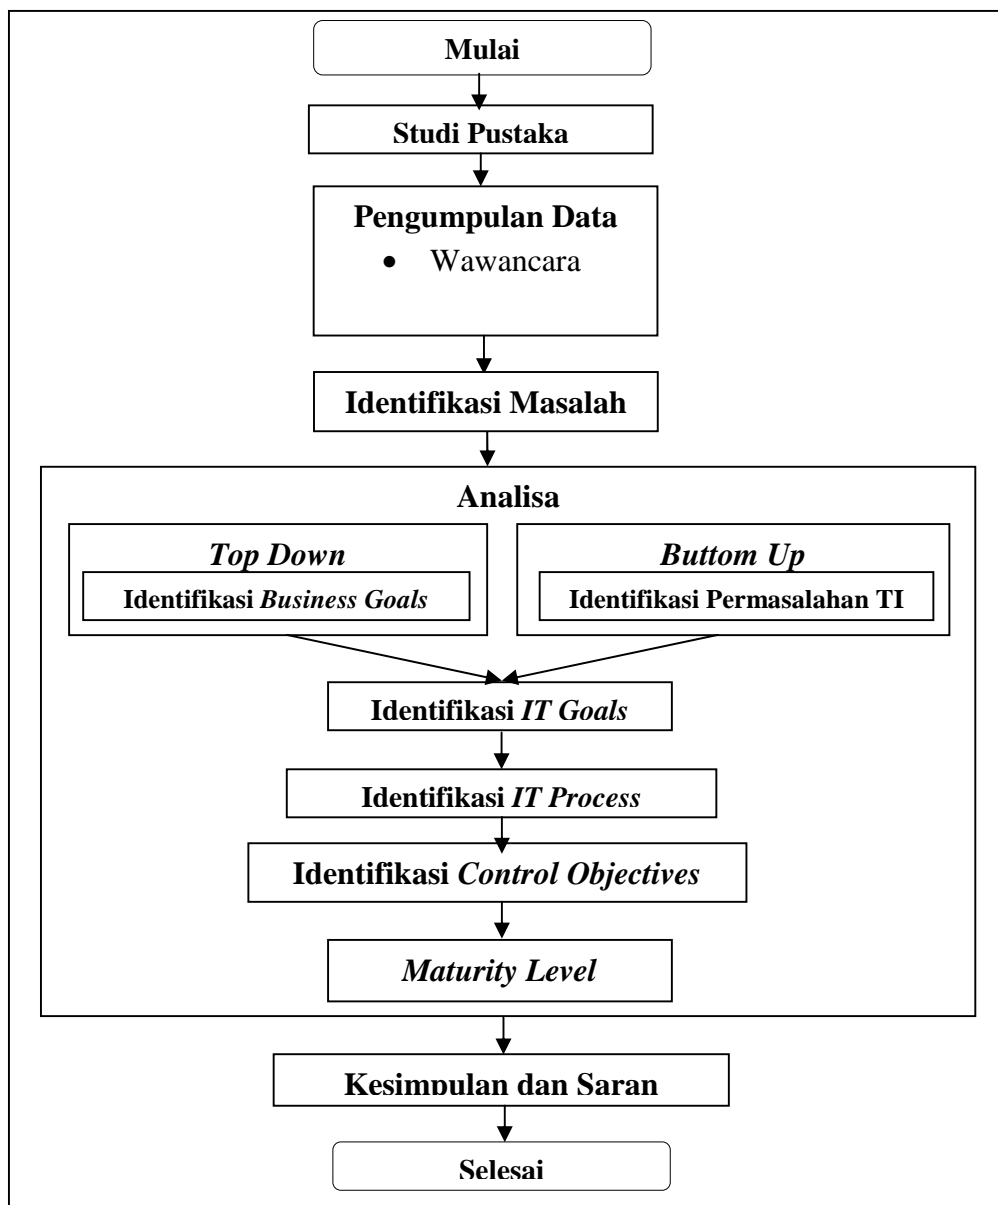 Mulai
Studi Pustaka
Pengumpulan Data
• Wawancara
Identifikasi Masalah
Analisa
Top Down
Identifikasi Business Goals
Buttom Up
Identifikasi Permasalahan TI
Identifikasi IT Goals
Identifikasi IT Process
Identifikasi Control Objectives
Maturity Level
Kesimpulan dan Saran
Selesai